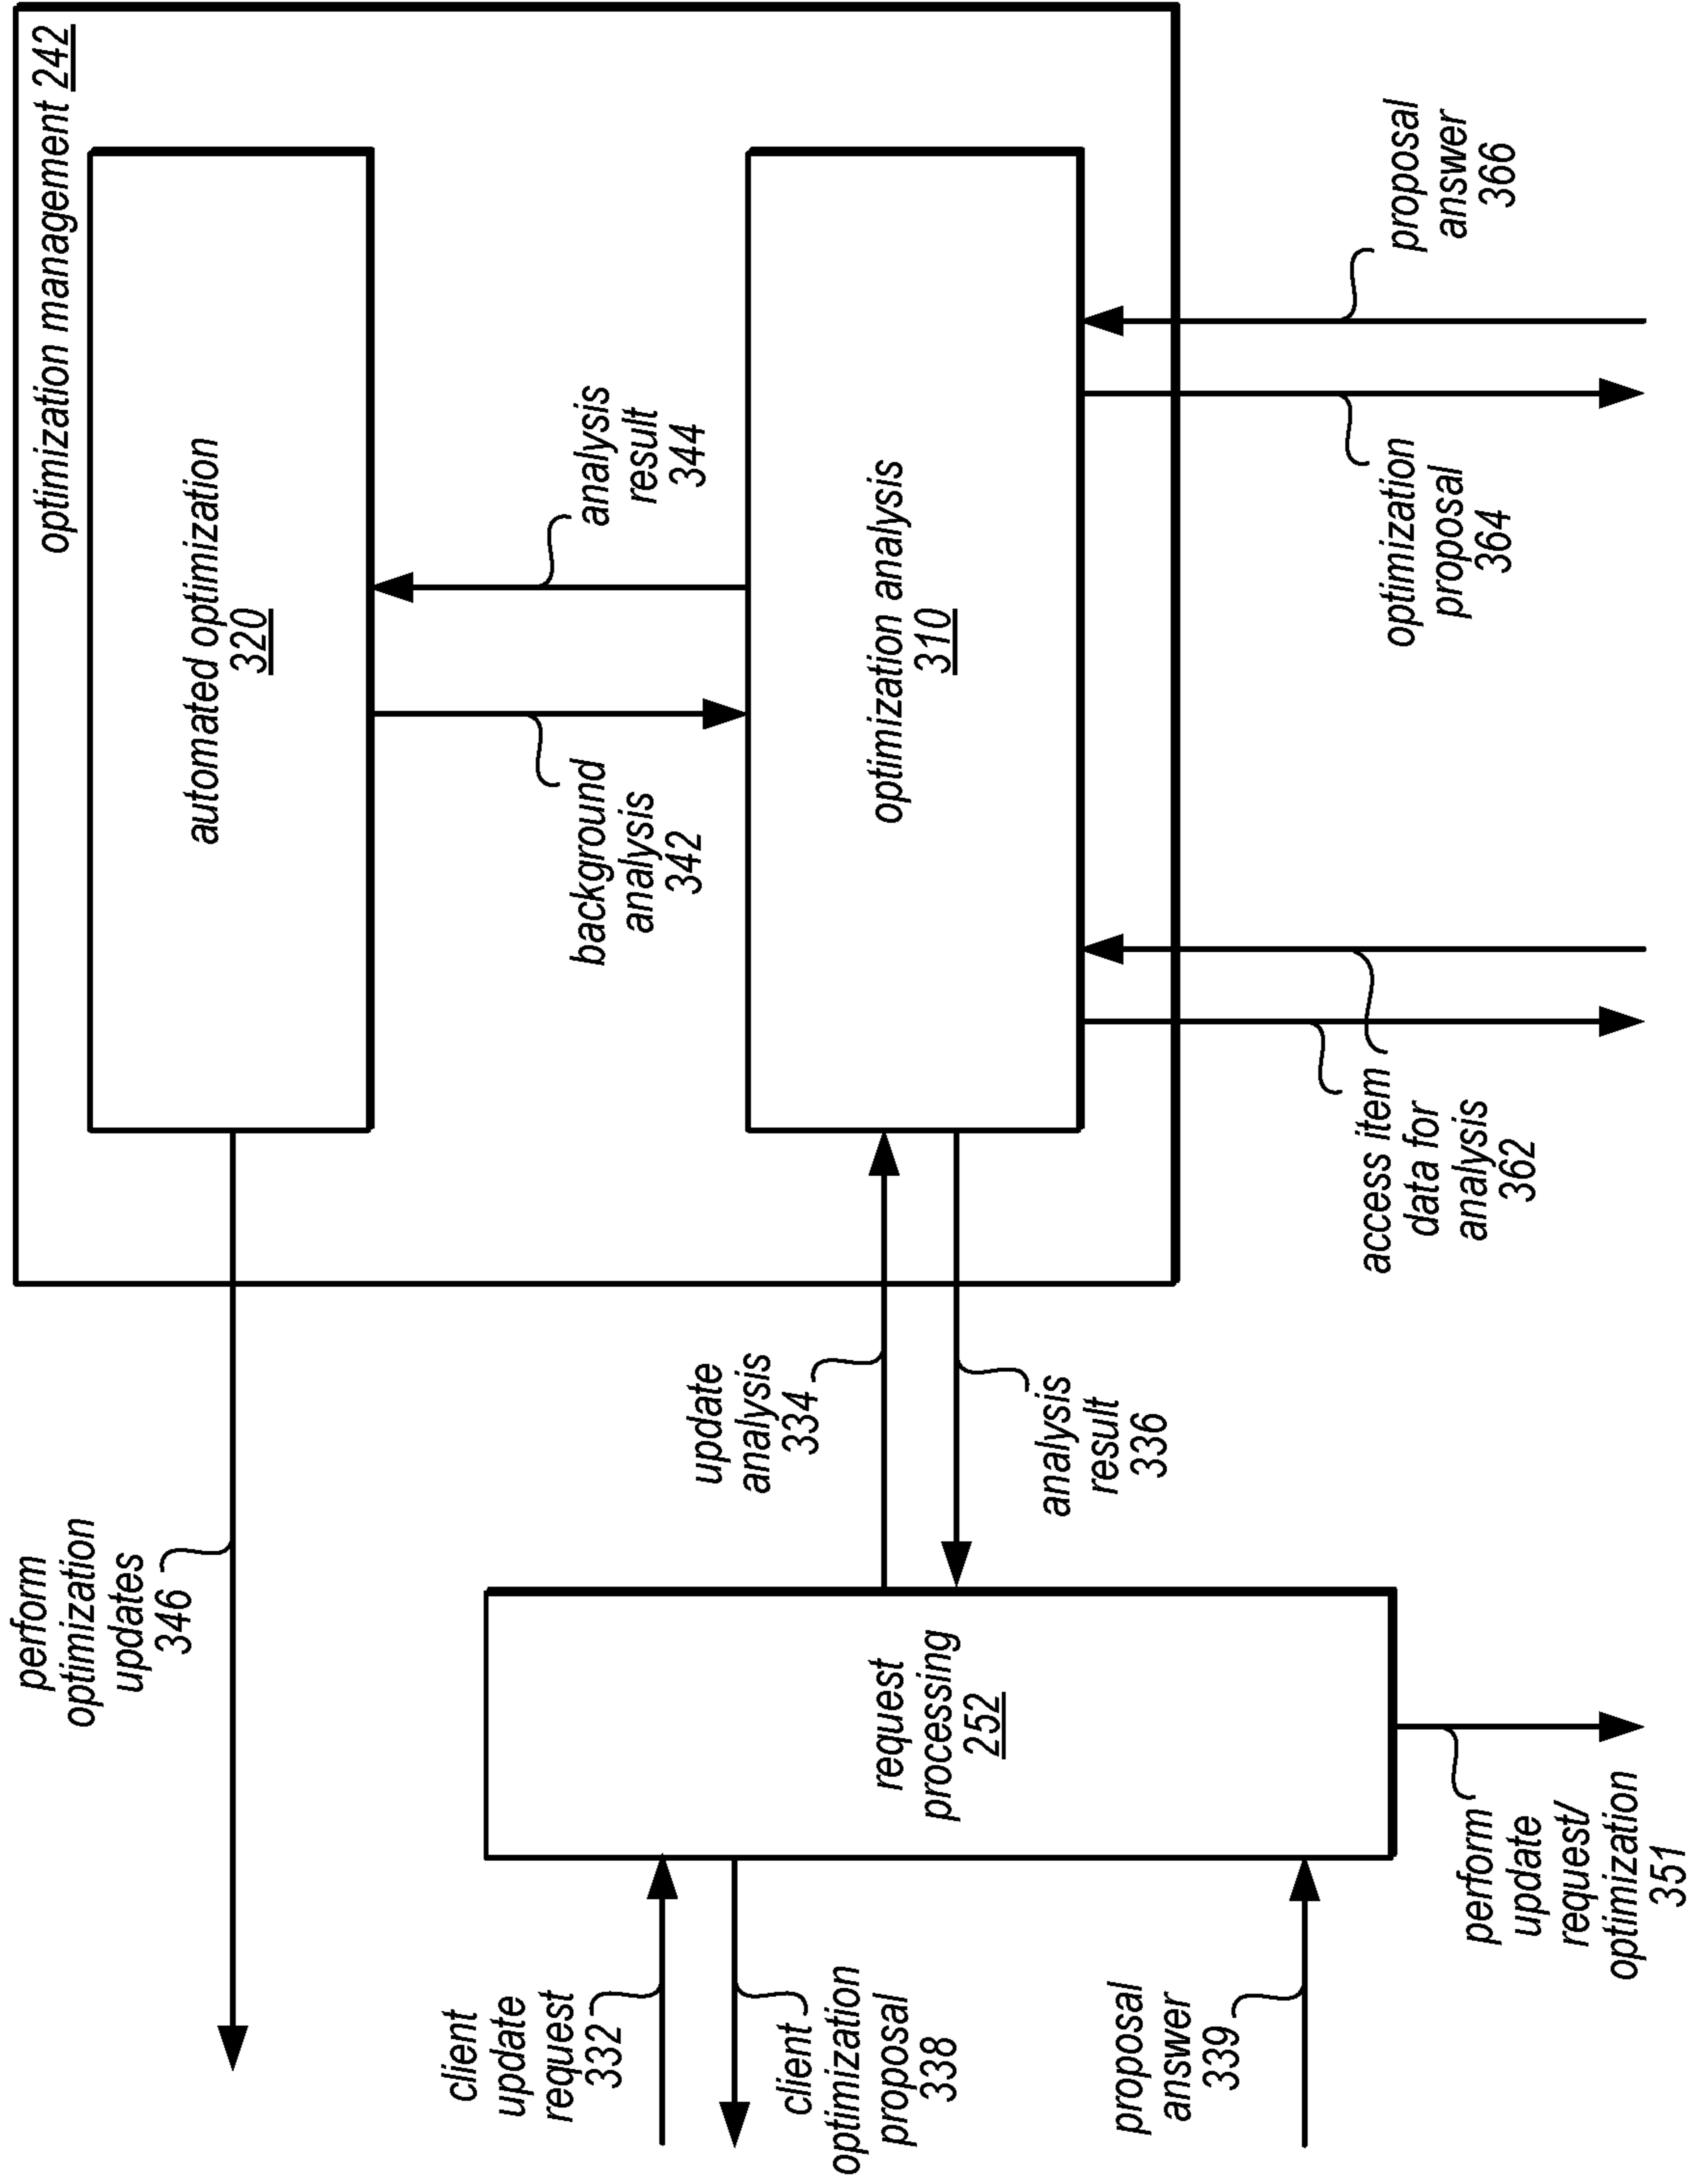 optimization management 242
automated optimization
320
analysis
result
344
background
analysis
342
optimization analysis
310
perform
optimization
updates
346
update
analysis
334
analysis
result
336
request
processing
252
client
update
request
332
client
optimization
proposal
338
proposal
answer
339
perform
update
request/
optimization
351
access item
data for
analysis
362
optimization
proposal
364
proposal
answer
366